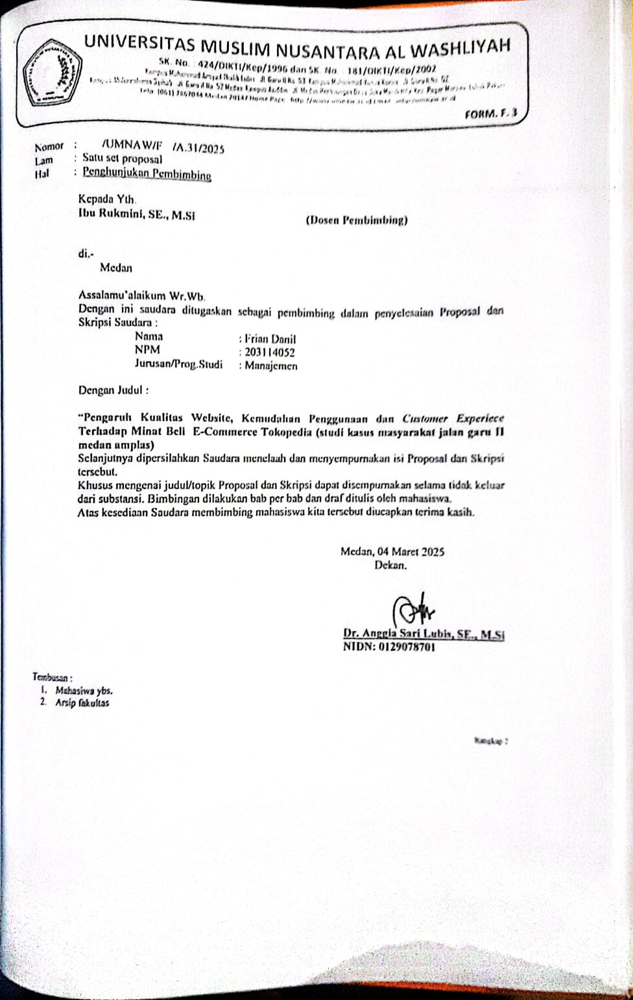 UNIVERSITAS MUSLIM NUSANTARA AL WASHLIYAH
SK. No. : 424/DIKTI/Kep/1996 dan SK. No. : 181/DIKTI/Kep/2002
FORM. F. 3
Nomor : /UMNAW/F /A.31/2025
Lam : Satu set proposal
Hal : Penghunjukan Pembimbing
Kepada Yth.
Ibu Rukmini, SE., M.Si (Dosen Pembimbing)
di.-
Medan
Assalamu'alaikum Wr.Wb.
Dengan ini saudara ditugaskan sebagai pembimbing dalam penyelesaian Proposal dan
Skripsi Saudara :
Nama : Frian Danil
NPM : 203114052
Jurusan/Prog.Studi : Manajemen
Dengan Judul :
“Pengaruh Kualitas Website, Kemudahan Penggunaan dan Customer Experiece
Terhadap Minat Beli E-Commerce Tokopedia (studi kasus masyarakat jalan garu II
medan amplas)
Selanjutnya dipersilahkan Saudara menelaah dan menyempurnakan isi Proposal dan Skripsi
tersebut.
Khusus mengenai judul/topik Proposal dan Skripsi dapat disempurnakan selama tidak keluar
dari substansi. Bimbingan dilakukan bab per bab dan draf ditulis oleh mahasiswa.
Atas kesediaan Saudara membimbing mahasiswa kita tersebut diucapkan terima kasih.
Medan, 04 Maret 2025
Dekan.
Dr. Anggia Sari Lubis, SE., M.Si
NIDN: 0129078701
Tembusan :
1. Mahasiwa ybs.
2. Arsip fakultas
Rangkap 2